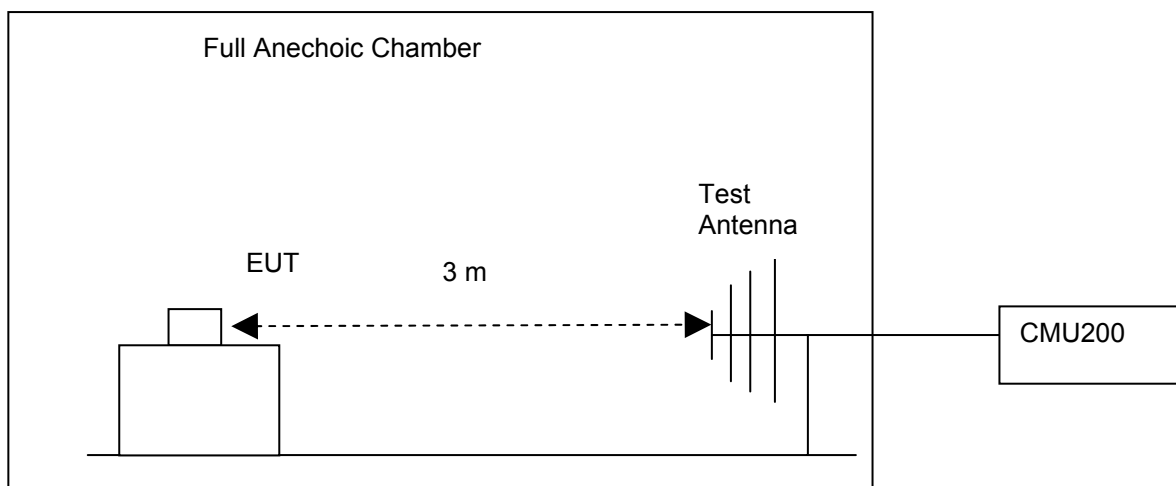 Full Anechoic Chamber
Test
Antenna
EUT
3 m
CMU200